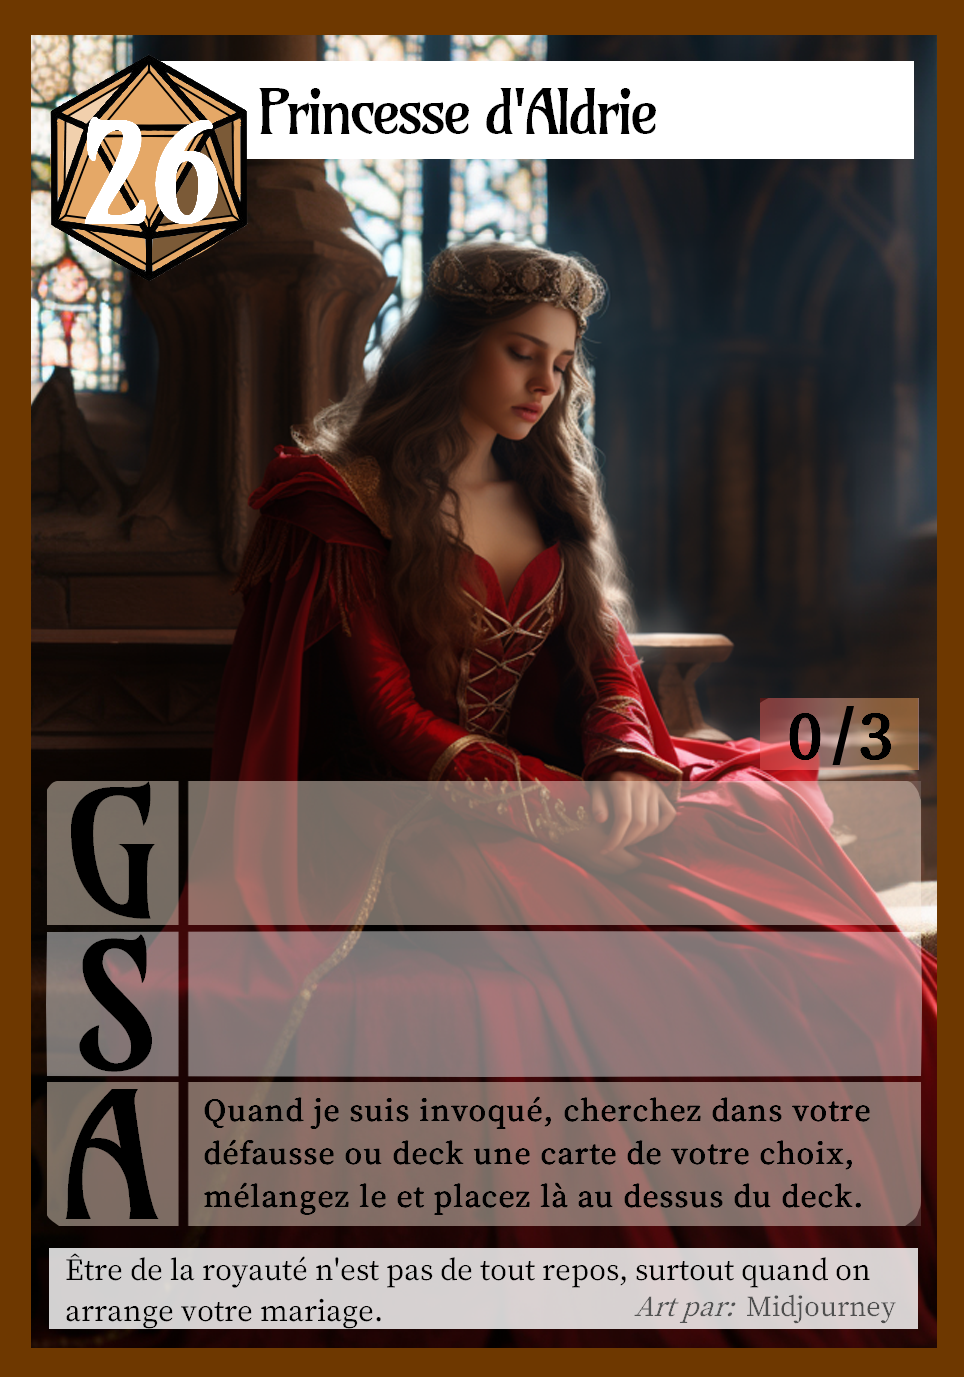 26
Princesse d'Aldrie
0/3
G
S
A
Quand je suis invoqué, cherchez dans votre
défausse ou deck une carte de votre choix,
mélangez le et placez là au dessus du deck.
Être de la royauté n'est pas de tout repos, surtout quand on
arrange votre mariage.
Art par: Midjourney